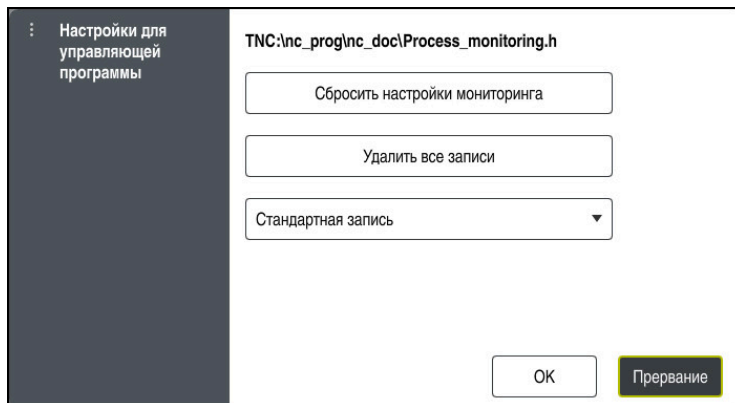 Настройки для
управляющей
программы
TNC:\nc_prog\nc_doc\Process_monitoring.h
Сбросить настройки мониторинга
Удалить все записи
Стандартная запись
OK
Прервание